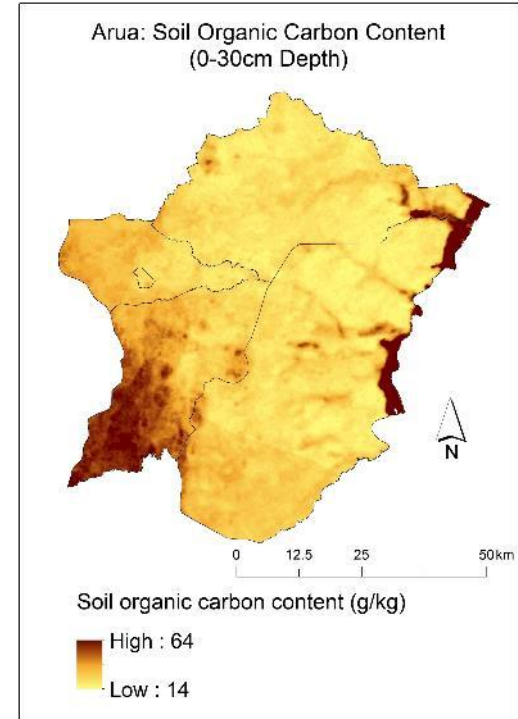 Arua: Soil Organic Carbon Content
(0-30cm Depth)
N
0 12.5 25 50km
Soil organic carbon content (g/kg)
High : 64
Low : 14